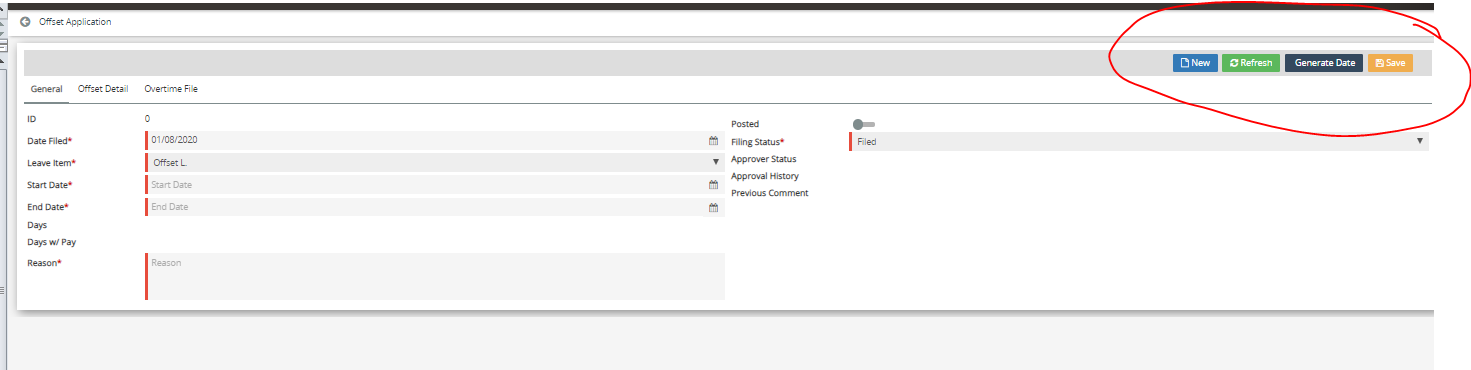 Offset Application
New Refresh Generate Date Save
General Offset Detail Overtime File
ID 0
Date Filed* 01/08/2020
Leave Item* Offset L.
Start Date* Start Date
End Date* End Date
Days
Days w/ Pay
Reason* Reason
Posted
Filing Status* Filed
Approver Status
Approval History
Previous Comment